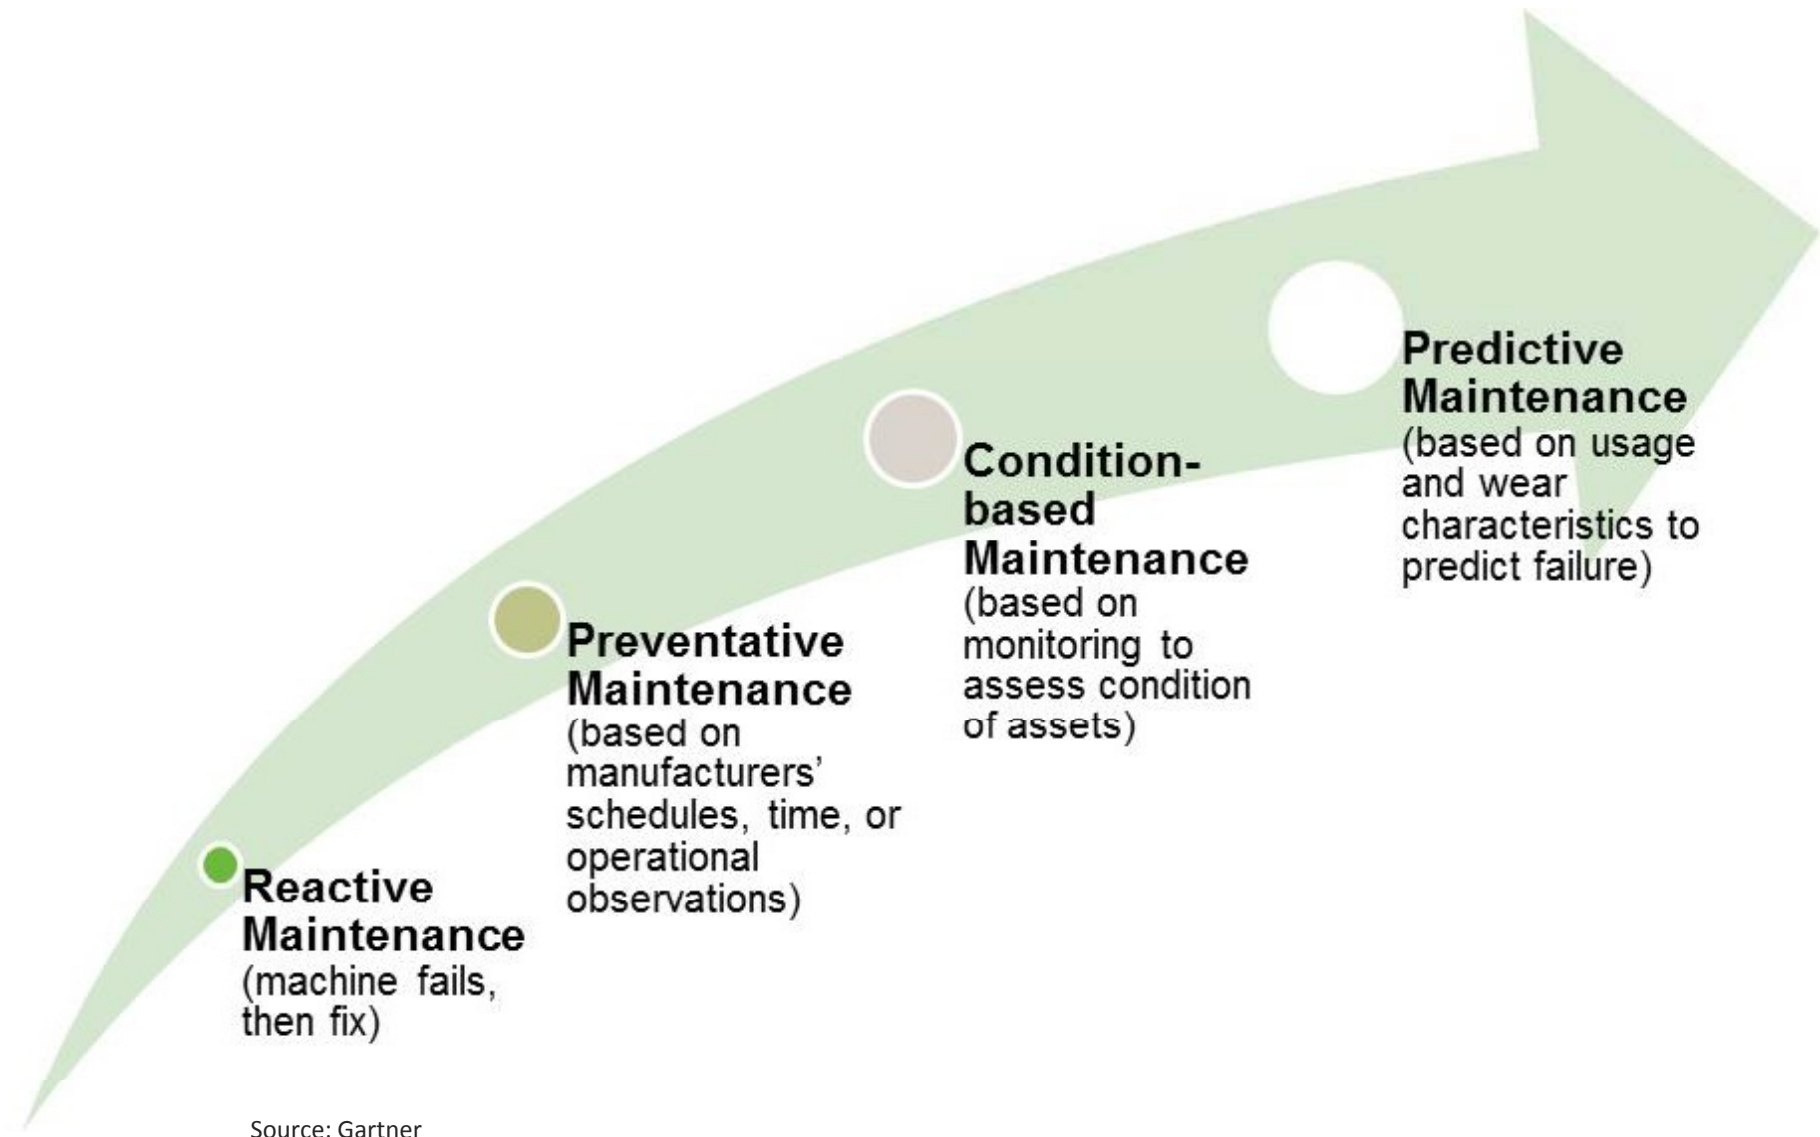 Reactive
Maintenance
(machine fails,
then fix)
Preventative
Maintenance
(based on
manufacturers’
schedules, time, or
operational
observations)
Condition-
based
Maintenance
(based on
monitoring to
assess condition
of assets)
Predictive
Maintenance
(based on usage
and wear
characteristics to
predict failure)
Source: Gartner